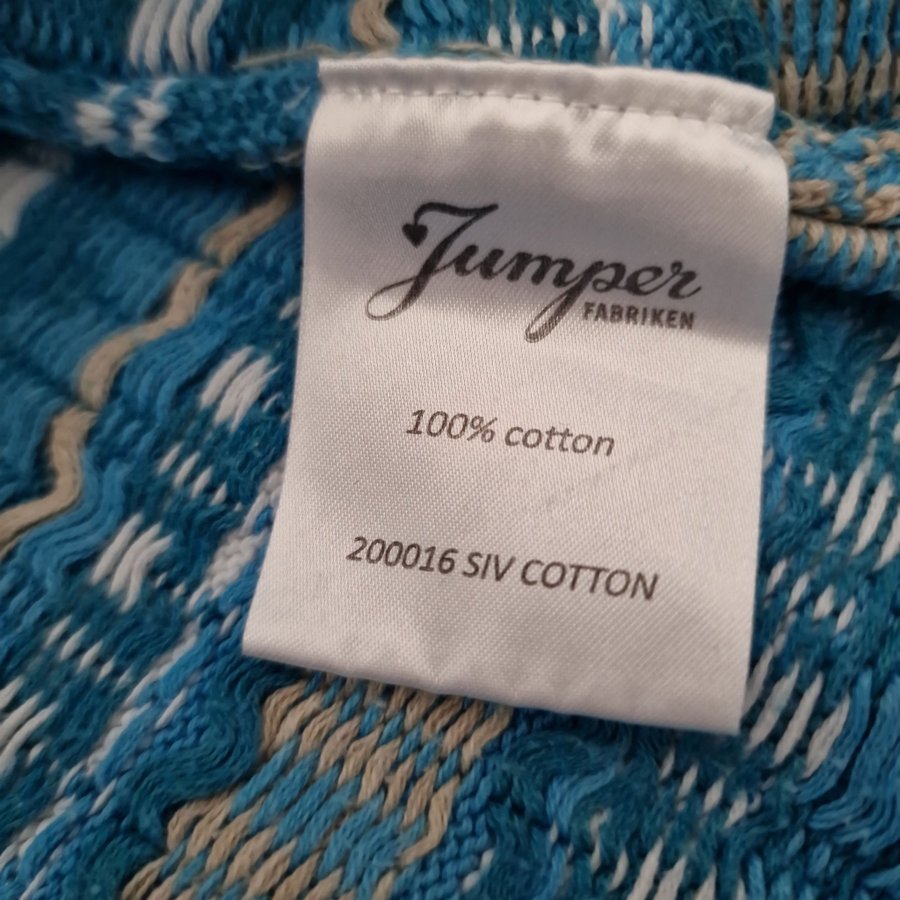 Jumper
FABRIKEN
100% cotton
200016 SIV COTTON